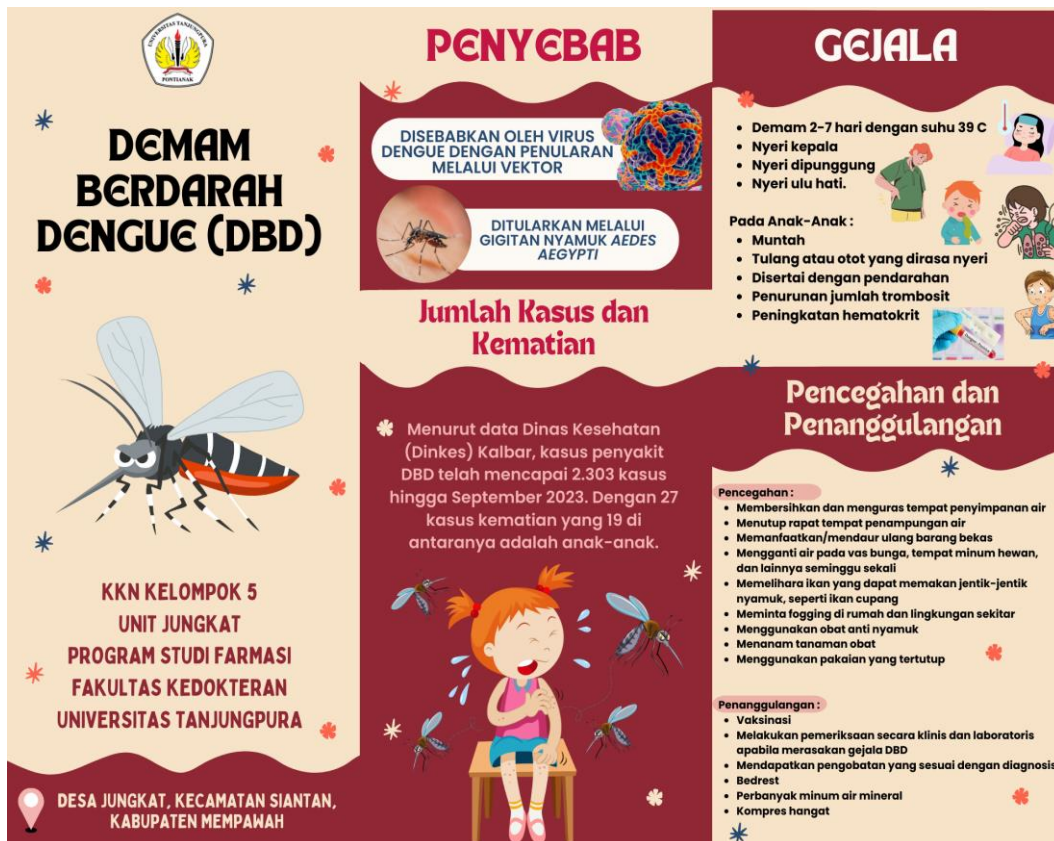 UNIVERSITAS TANJUNGPURA
PONTIANAK
DEMAM
BERDARAH
DENGUE (DBD)
KKN KELOMPOK 5
UNIT JUNGKAT
PROGRAM STUDI FARMASI
FAKULTAS KEDOKTERAN
UNIVERSITAS TANJUNGPURA
DESA JUNGKAT, KECAMATAN SIANTAN,
KABUPATEN MEMPAWAH
PENYEBAB
DISEBABKAN OLEH VIRUS
DENGUE DENGAN PENULARAN
MELALUI VEKTOR
DITULARKAN MELALUI
GIGITAN NYAMUK AEDES
AEGYPTI
Jumlah Kasus dan
Kematian
Menurut data Dinas Kesehatan
(Dinkes) Kalbar, kasus penyakit
DBD telah mencapai 2.303 kasus
hingga September 2023. Dengan 27
kasus kematian yang 19 di
antaranya adalah anak-anak.
GEJALA
• Demam 2-7 hari dengan suhu 39 C
• Nyeri kepala
• Nyeri dipunggung
• Nyeri ulu hati.
Pada Anak-Anak :
• Muntah
• Tulang atau otot yang dirasa nyeri
• Disertai dengan pendarahan
• Penurunan jumlah trombosit
• Peningkatan hematokrit
Pencegahan dan
Penanggulangan
Pencegahan :
• Membersihkan dan menguras tempat penyimpanan air
• Menutup rapat tempat penampungan air
• Memanfaatkan/mendaur ulang barang bekas
• Mengganti air pada vas bunga, tempat minum hewan,
dan lainnya seminggu sekali
• Memelihara ikan yang dapat memakan jentik-jentik
nyamuk, seperti ikan cupang
• Meminta fogging di rumah dan lingkungan sekitar
• Menggunakan obat anti nyamuk
• Menanam tanaman obat
• Menggunakan pakaian yang tertutup
Penanggulangan :
• Vaksinasi
• Melakukan pemeriksaan secara klinis dan laboratoris
apabila merasakan gejala DBD
• Mendapatkan pengobatan yang sesuai dengan diagnosis
• Bedrest
• Perbanyak minum air mineral
• Kompres hangat